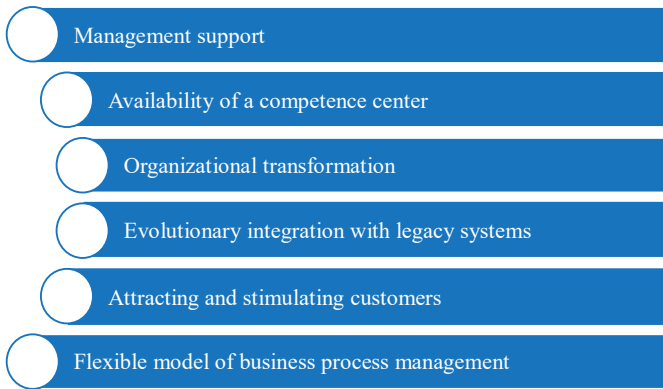 Management support
Availability of a competence center
Organizational transformation
Evolutionary integration with legacy systems
Attracting and stimulating customers
Flexible model of business process management